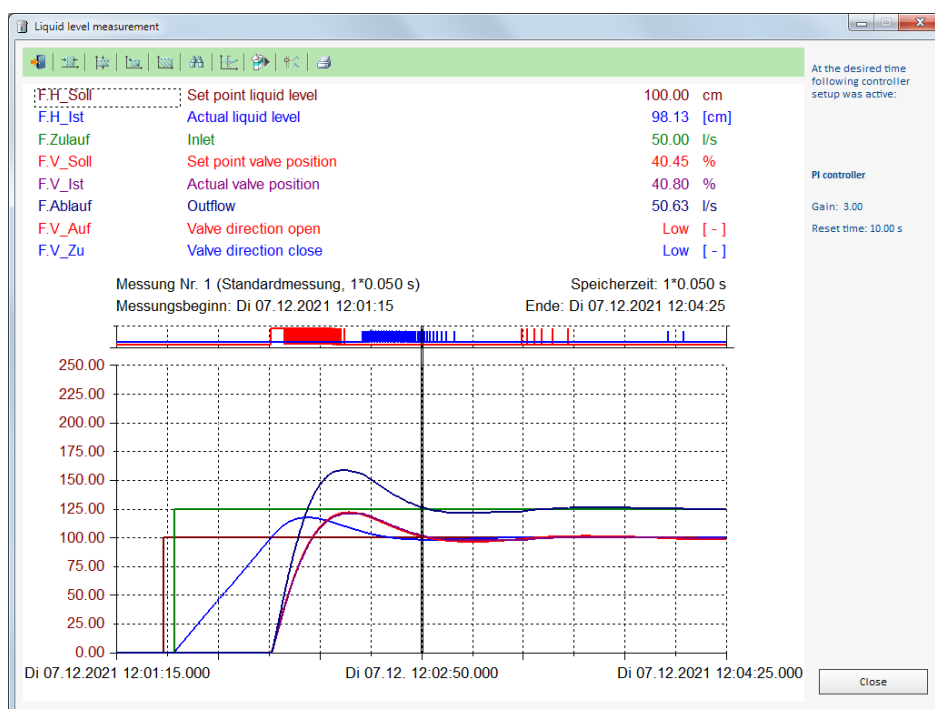 Liquid level measurement
F.H_Soll Set point liquid level 100.00 cm
F.H_Ist Actual liquid level 98.13 [cm]
F.Zulauf Inlet 50.00 l/s
F.V_Soll Set point valve position 40.45 %
F.V_Ist Actual valve position 40.80 %
F.Ablauf Outflow 50.63 l/s
F.V_Auf Valve direction open Low [ - ]
F.V_Zu Valve direction close Low [ - ]
At the desired time
following controller
setup was active:
PI controller
Gain: 3.00
Reset time: 10.00 s
Messung Nr. 1 (Standardmessung, 1*0.050 s) Speicherzeit: 1*0.050 s
Messungsbeginn: Di 07.12.2021 12:01:15 Ende: Di 07.12.2021 12:04:25
250.00
225.00
200.00
175.00
150.00
125.00
100.00
75.00
50.00
25.00
0.00
Di 07.12.2021 12:01:15.000 Di 07.12. 12:02:50.000 Di 07.12.2021 12:04:25.000
Close